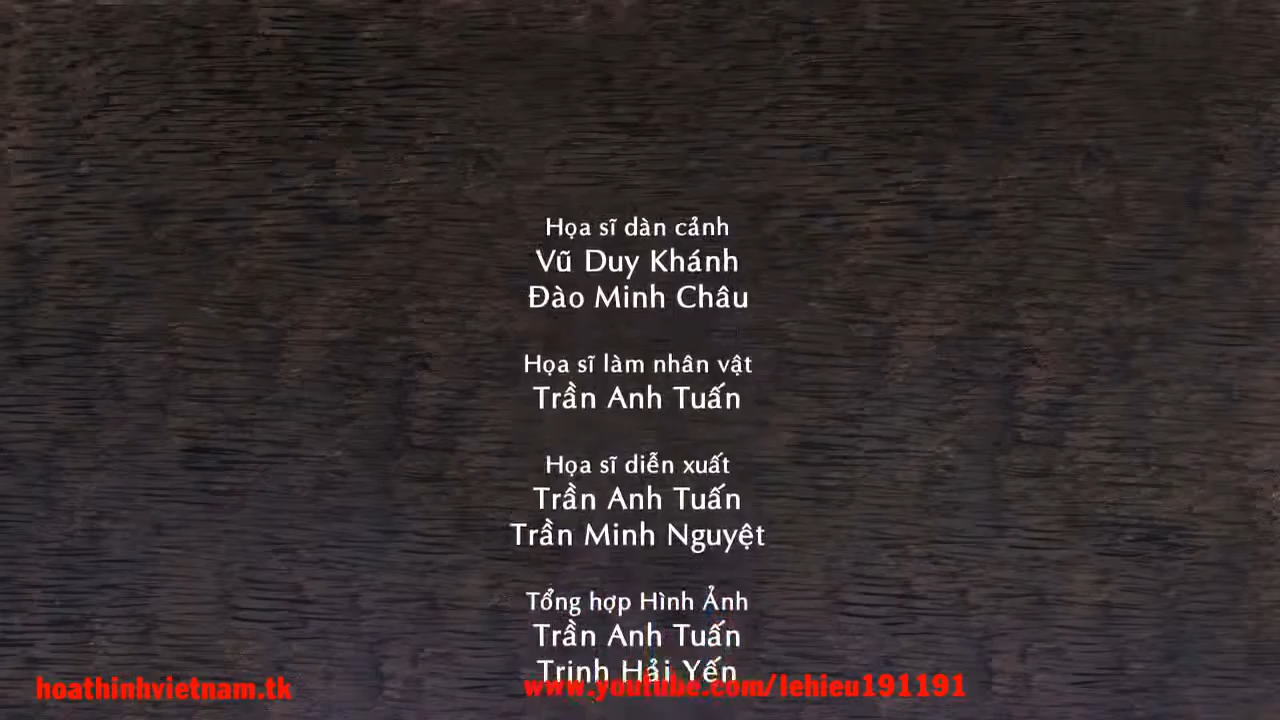 Họa sĩ dàn cảnh
Vũ Duy Khánh
Đào Minh Châu
Họa sĩ làm nhân vật
Trần Anh Tuấn
Họa sĩ diễn xuất
Trần Anh Tuấn
Trần Minh Nguyệt
Tổng hợp Hình Ảnh
Trần Anh Tuấn
Trinh Hải Yến
hoathinhvietnam.tk
www.youtube.com/lehieu191191